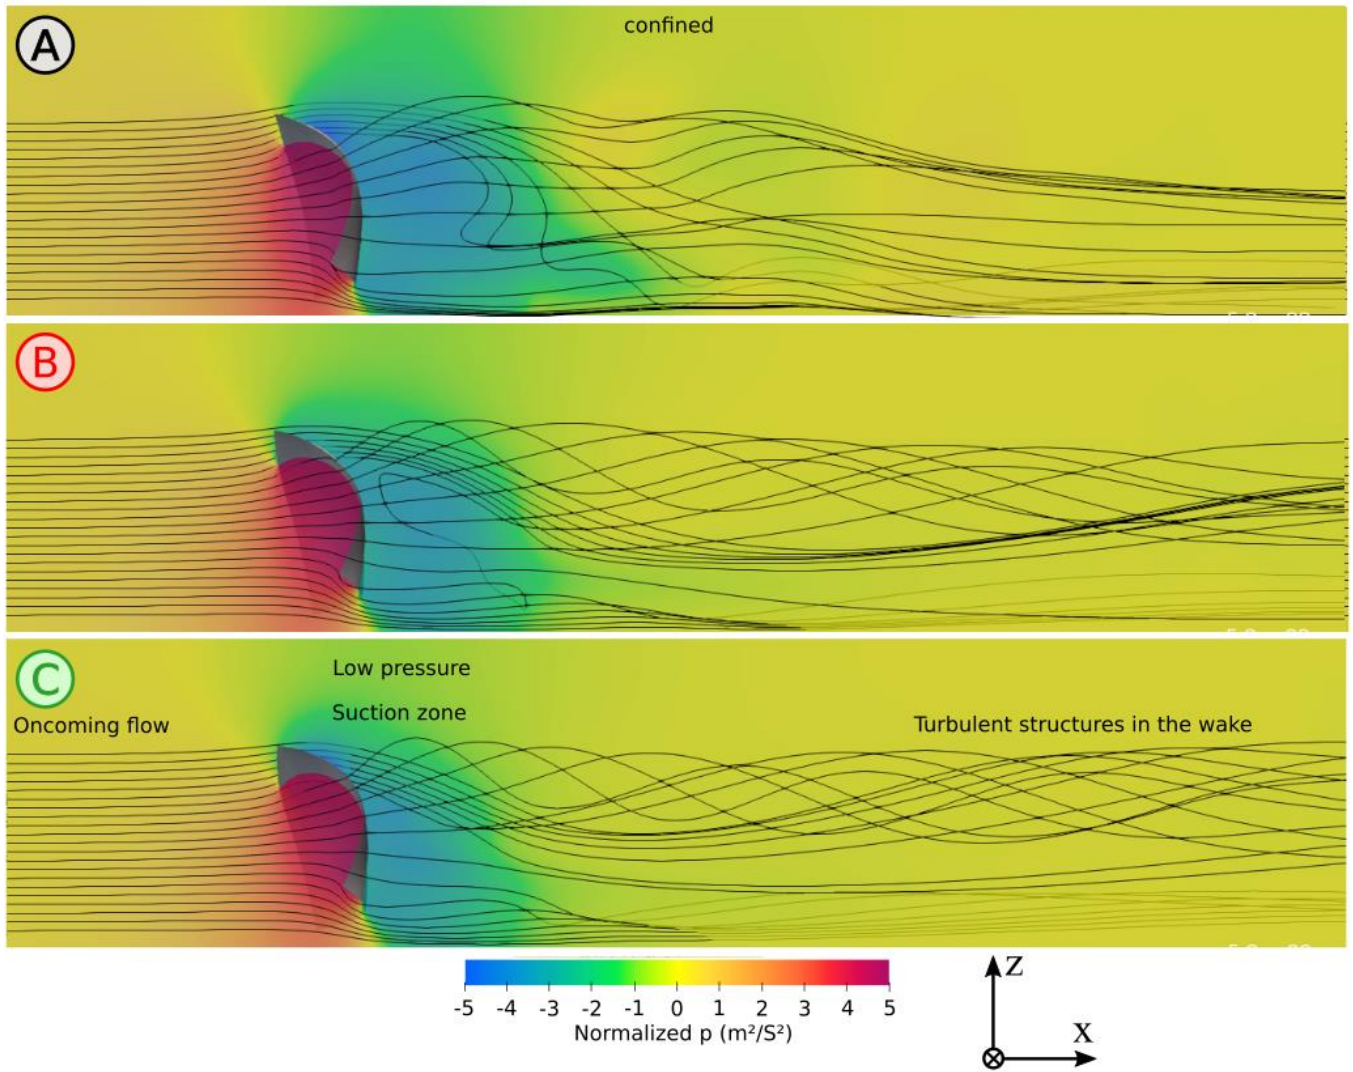 A
confined
B
C
Low pressure
Suction zone
Oncoming flow
Turbulent structures in the wake
-5 -4 -3 -2 -1 0 1 2 3 4 5
Normalized p (m²/S²)
Z
X